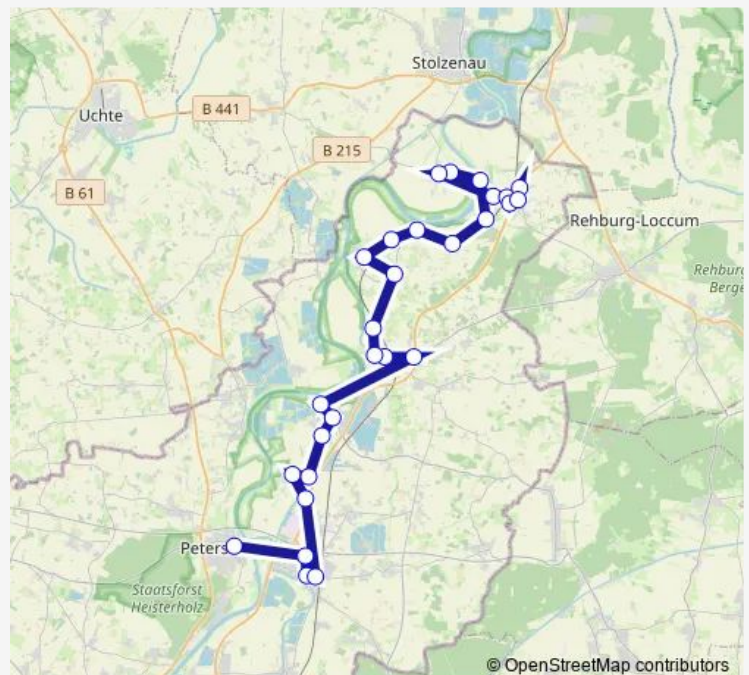 Stolzenau
Uchte
B 441
B 215
B 61
Rehburg-Loccum
Rehburg
Berge
Peters
Staatsforst
Heisterholz
© OpenStreetMap contributors